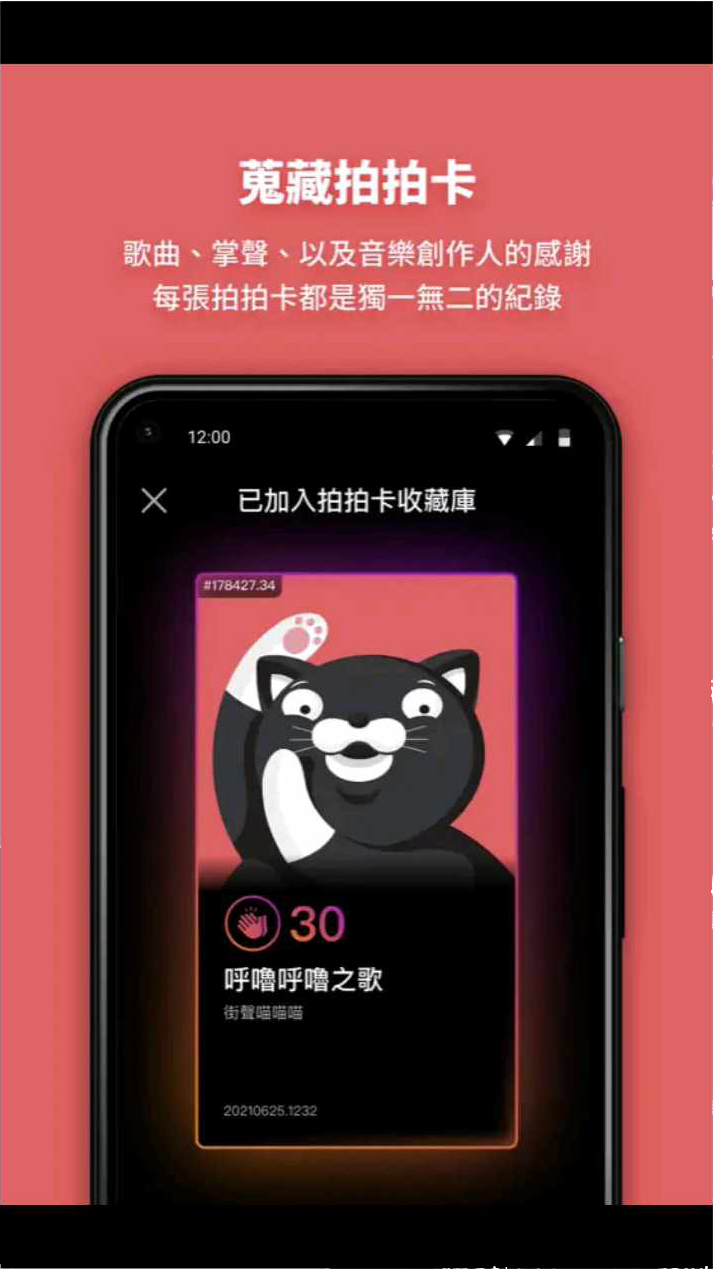 蒐藏拍拍卡
歌曲、掌聲、以及音樂創作人的感謝
每張拍拍卡都是獨一無二的紀錄
12:00
已加入拍拍卡收藏庫
#178427.34
30
呼嚕呼嚕之歌
街聲喵喵喵
20210625.1232